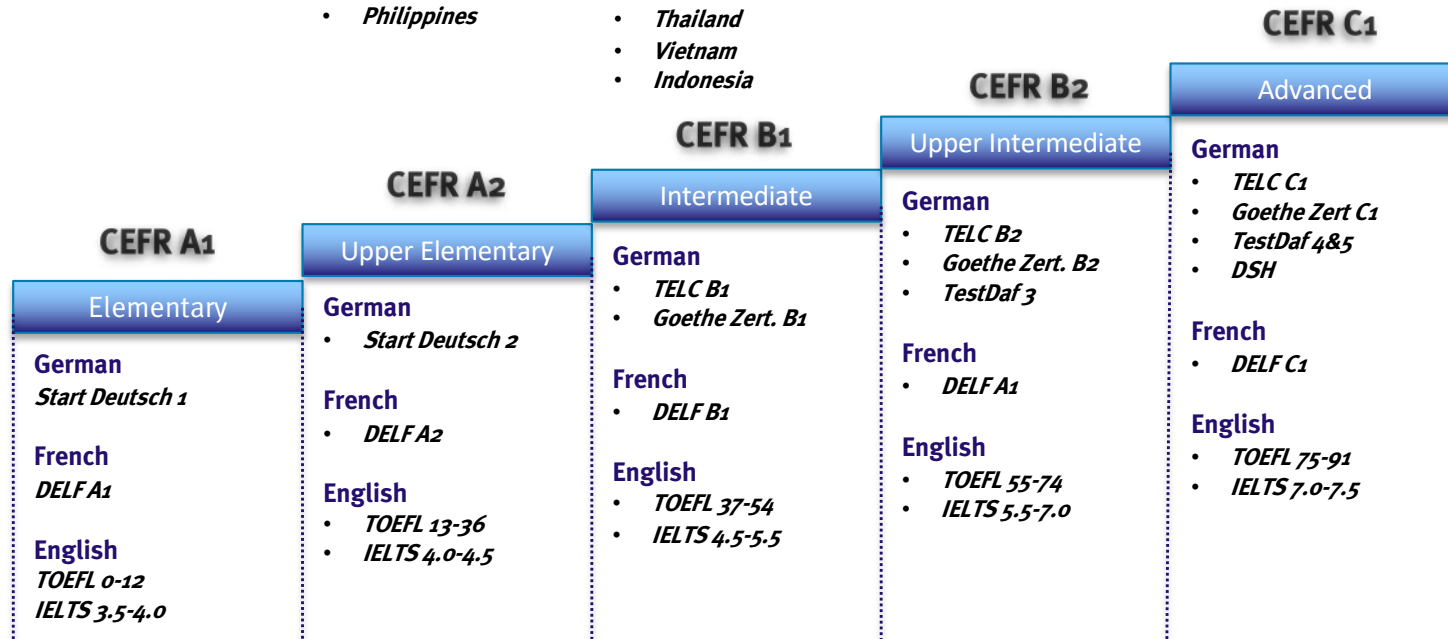 • Philippines
• Thailand
• Vietnam
• Indonesia
CEFR A1
Elementary
German
Start Deutsch 1
French
DELF A1
English
TOEFL 0-12
IELTS 3.5-4.0
CEFR A2
Upper Elementary
German
• Start Deutsch 2
French
• DELF A2
English
• TOEFL 13-36
• IELTS 4.0-4.5
CEFR B1
Intermediate
German
• TELC B1
• Goethe Zert. B1
French
• DELF B1
English
• TOEFL 37-54
• IELTS 4.5-5.5
CEFR B2
Upper Intermediate
German
• TELC B2
• Goethe Zert. B2
• TestDaf 3
French
• DELF A1
English
• TOEFL 55-74
• IELTS 5.5-7.0
CEFR C1
Advanced
German
• TELC C1
• Goethe Zert C1
• TestDaf 4&5
• DSH
French
• DELF C1
English
• TOEFL 75-91
• IELTS 7.0-7.5